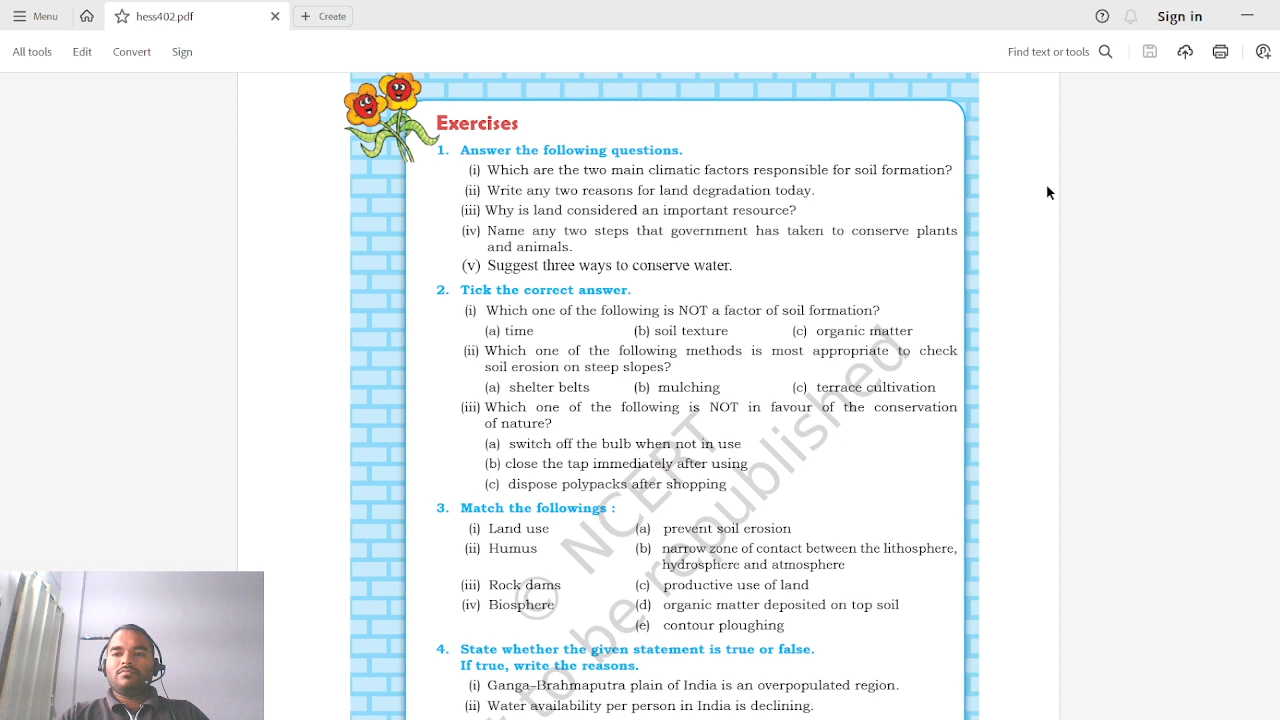 Menu
hess402.pdf
Create
Sign in
All tools
Edit
Convert
Sign
Find text or tools
Exercises
1. Answer the following questions.
(i) Which are the two main climatic factors responsible for soil formation?
(ii) Write any two reasons for land degradation today.
(iii) Why is land considered an important resource?
(iv) Name any two steps that government has taken to conserve plants
and animals.
(v) Suggest three ways to conserve water.
2. Tick the correct answer.
(i) Which one of the following is NOT a factor of soil formation?
(a) time (b) soil texture (c) organic matter
(ii) Which one of the following methods is most appropriate to check
soil erosion on steep slopes?
(a) shelter belts (b) mulching (c) terrace cultivation
(iii) Which one of the following is NOT in favour of the conservation
of nature?
(a) switch off the bulb when not in use
(b) close the tap immediately after using
(c) dispose polypacks after shopping
3. Match the followings :
(i) Land use (a) prevent soil erosion
(ii) Humus (b) narrow zone of contact between the lithosphere,
hydrosphere and atmosphere
(iii) Rock dams (c) productive use of land
(iv) Biosphere (d) organic matter deposited on top soil
(e) contour ploughing
4. State whether the given statement is true or false.
If true, write the reasons.
(i) Ganga–Brahmaputra plain of India is an overpopulated region.
(ii) Water availability per person in India is declining.
© NCERT
to be republished